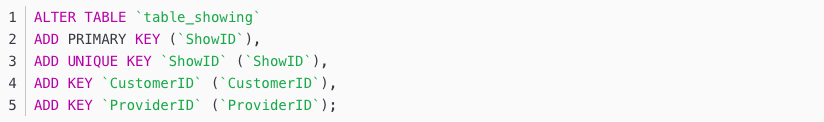 1 ALTER TABLE `table_showing`
2 ADD PRIMARY KEY (`ShowID`),
3 ADD UNIQUE KEY `ShowID` (`ShowID`),
4 ADD KEY `CustomerID` (`CustomerID`),
5 ADD KEY `ProviderID` (`ProviderID`);